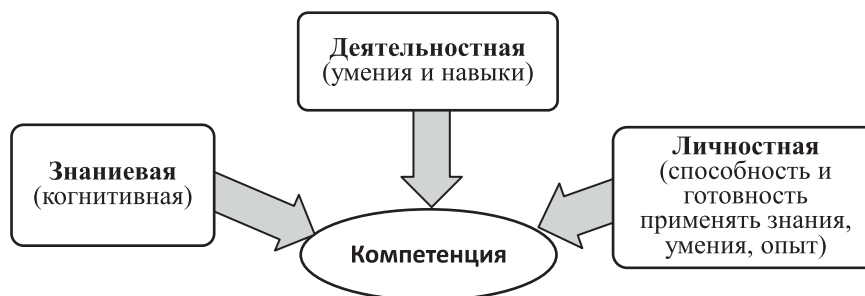 Деятельностная
(умения и навыки)
Знаниевая
(когнитивная)
Личностная
(способность и
готовность
применять знания,
умения, опыт)
Компетенция